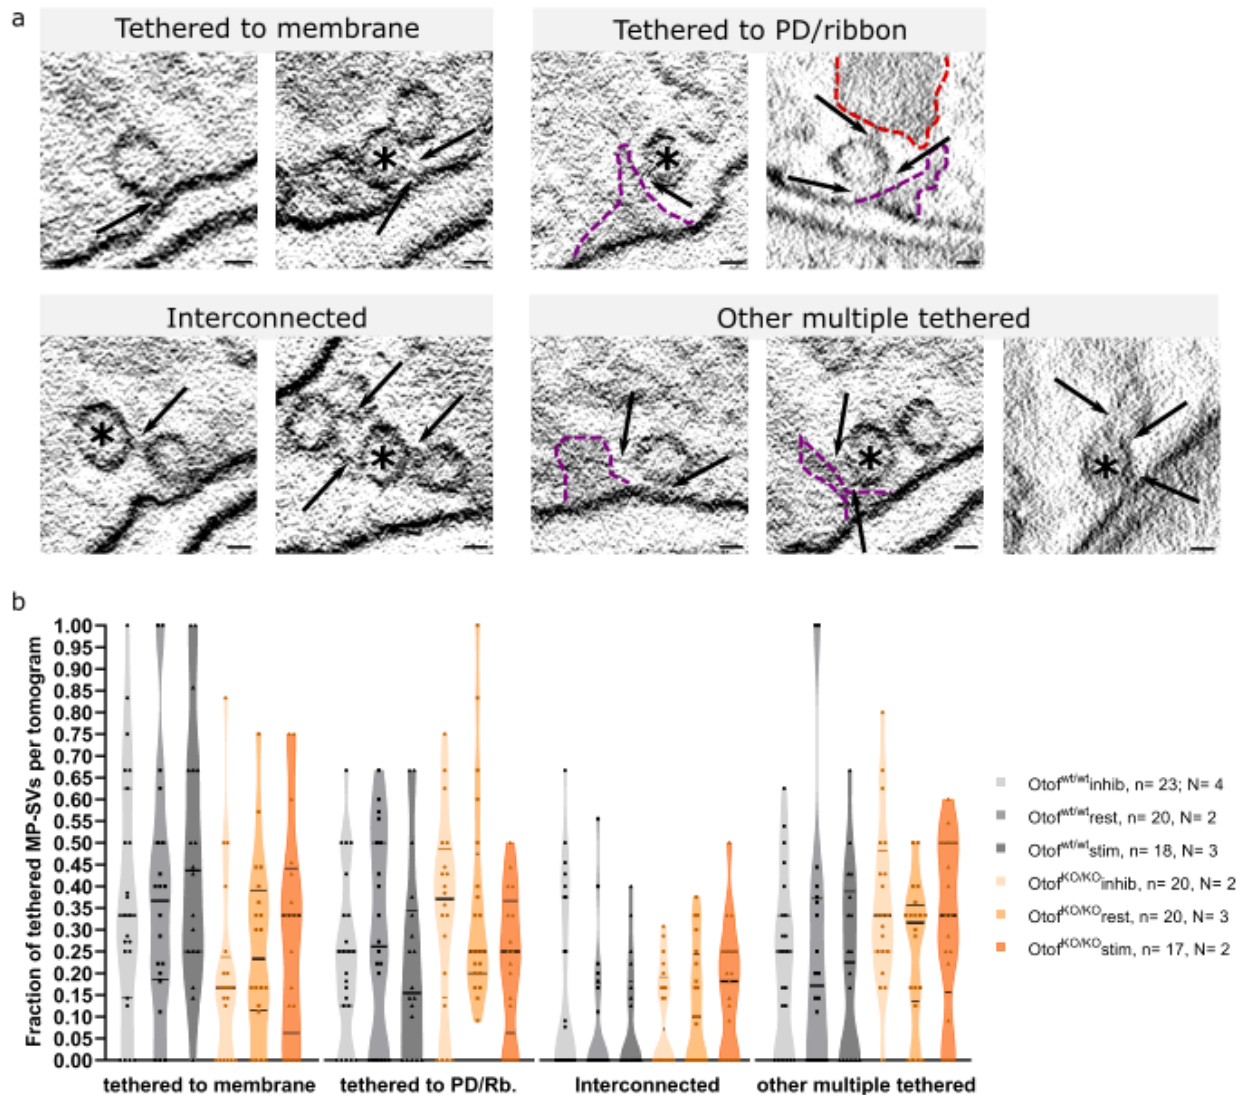 a
Tethered to membrane
Tethered to PD/ribbon
*
*
Interconnected
Other multiple tethered
*
*
*
*
b
Fraction of tethered MP-SVs per tomogram
1.00
0.95
0.90
0.85
0.80
0.75
0.70
0.65
0.60
0.55
0.50
0.45
0.40
0.35
0.30
0.25
0.20
0.15
0.10
0.05
0.00
tethered to membrane
tethered to PD/Rb.
Interconnected
other multiple tethered
Otof^wt/wt inhib, n= 23; N= 4
Otof^wt/wt rest, n= 20, N= 2
Otof^wt/wt stim, n= 18, N= 3
Otof^KO/KO inhib, n= 20, N= 2
Otof^KO/KO rest, n= 20, N= 3
Otof^KO/KO stim, n= 17, N= 2